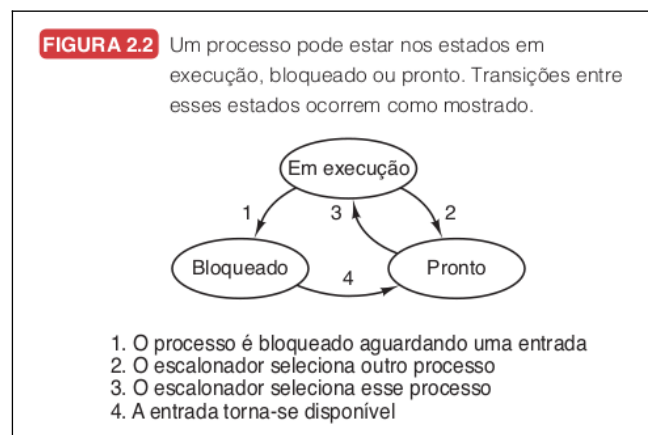 FIGURA 2.2 Um processo pode estar nos estados em
execução, bloqueado ou pronto. Transições entre
esses estados ocorrem como mostrado.
Em execução
1
3
2
Bloqueado
4
Pronto
1. O processo é bloqueado aguardando uma entrada
2. O escalonador seleciona outro processo
3. O escalonador seleciona esse processo
4. A entrada torna-se disponível